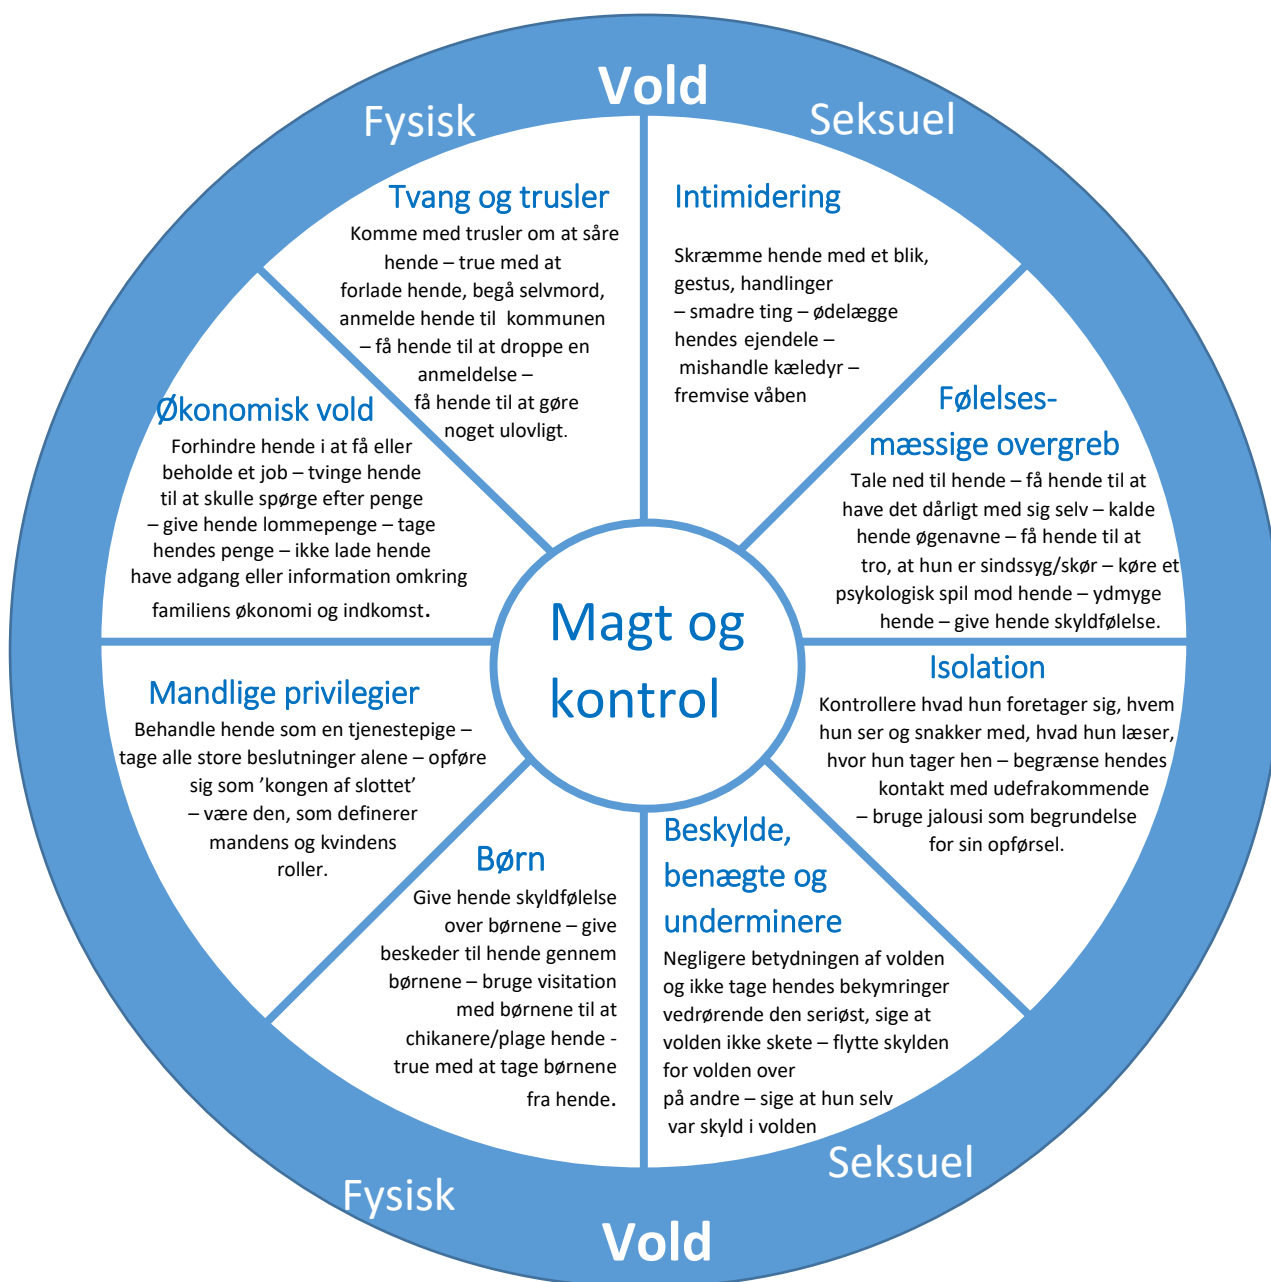 Vold
Fysisk
Seksuel
Tvang og trusler
Komme med trusler om at såre
hende – true med at
forlade hende, begå selvmord,
anmelde hende til kommunen
– få hende til at droppe en
anmeldelse –
få hende til at gøre
noget ulovligt.
Intimidering
Skræmme hende med et blik,
gestus, handlinger
– smadre ting – ødelægge
hendes ejendele –
mishandle kæledyr –
fremvise våben
Økonomisk vold
Forhindre hende i at få eller
beholde et job – tvinge hende
til at skulle spørge efter penge
– give hende lommepenge – tage
hendes penge – ikke lade hende
have adgang eller information omkring
familiens økonomi og indkomst.
Følelses-
mæssige overgreb
Tale ned til hende – få hende til at
have det dårligt med sig selv – kalde
hende øgenavne – få hende til at
tro, at hun er sindssyg/skør – køre et
psykologisk spil mod hende – ydmyge
hende – give hende skyldfølelse.
Magt og
kontrol
Mandlige privilegier
Behandle hende som en tjenestepige –
tage alle store beslutninger alene – opføre
sig som ’kongen af slottet’
– være den, som definerer
mandens og kvindens
roller.
Isolation
Kontrollere hvad hun foretager sig, hvem
hun ser og snakker med, hvad hun læser,
hvor hun tager hen – begrænse hendes
kontakt med udefrakommende
– bruge jalousi som begrundelse
for sin opførsel.
Børn
Give hende skyldfølelse
over børnene – give
beskeder til hende gennem
børnene – bruge visitation
med børnene til at
chikanere/plage hende -
true med at tage børnene
fra hende.
Beskylde,
benægte og
underminere
Negligere betydningen af volden
og ikke tage hendes bekymringer
vedrørende den seriøst, sige at
volden ikke skete – flytte skylden
for volden over
på andre – sige at hun selv
var skyld i volden
Fysisk
Seksuel
Vold